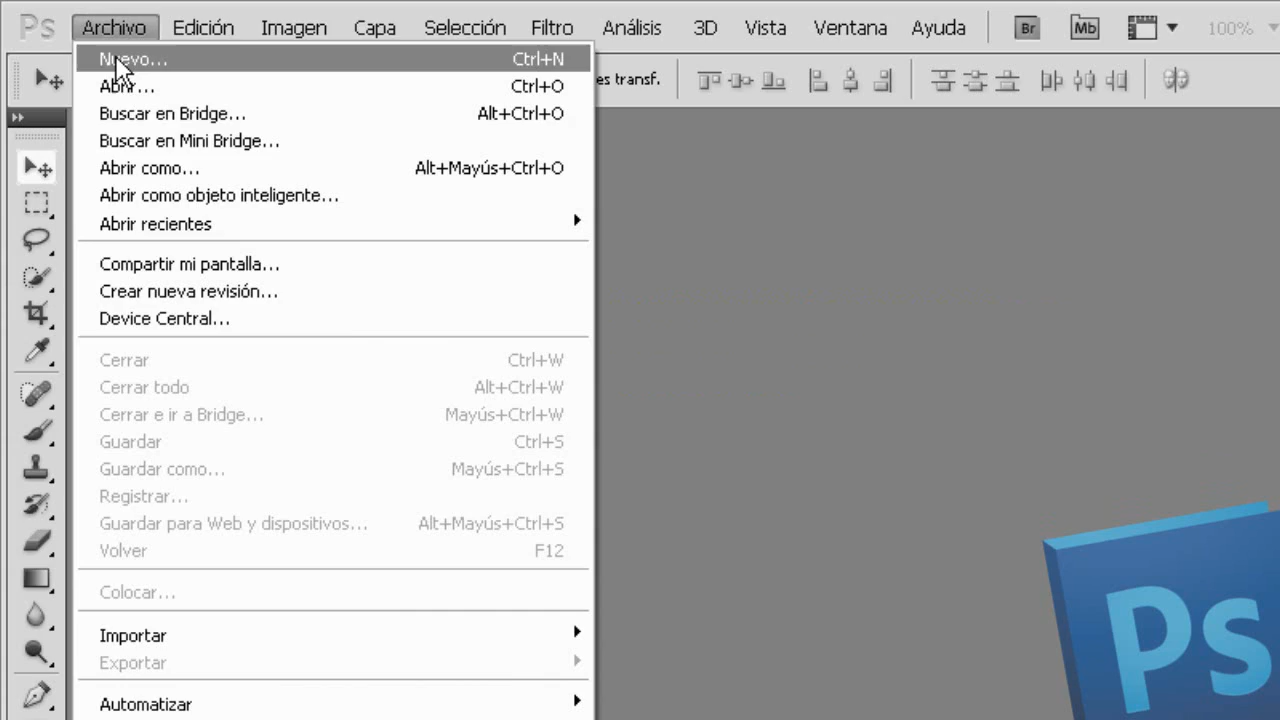 Ps Archivo Edición Imagen Capa Selección Filtro Análisis 3D Vista Ventana Ayuda Br Mb 100%
Nuevo... Ctrl+N
es transf.
Abrir... Ctrl+O
Buscar en Bridge... Alt+Ctrl+O
Buscar en Mini Bridge...
Abrir como... Alt+Mayús+Ctrl+O
Abrir como objeto inteligente...
Abrir recientes
Compartir mi pantalla...
Crear nueva revisión...
Device Central...
Cerrar Ctrl+W
Cerrar todo Alt+Ctrl+W
Cerrar e ir a Bridge... Mayús+Ctrl+W
Guardar Ctrl+S
Guardar como... Mayús+Ctrl+S
Registrar...
Guardar para Web y dispositivos... Alt+Mayús+Ctrl+S
Volver F12
Colocar...
Importar
Exportar
Automatizar
Ps